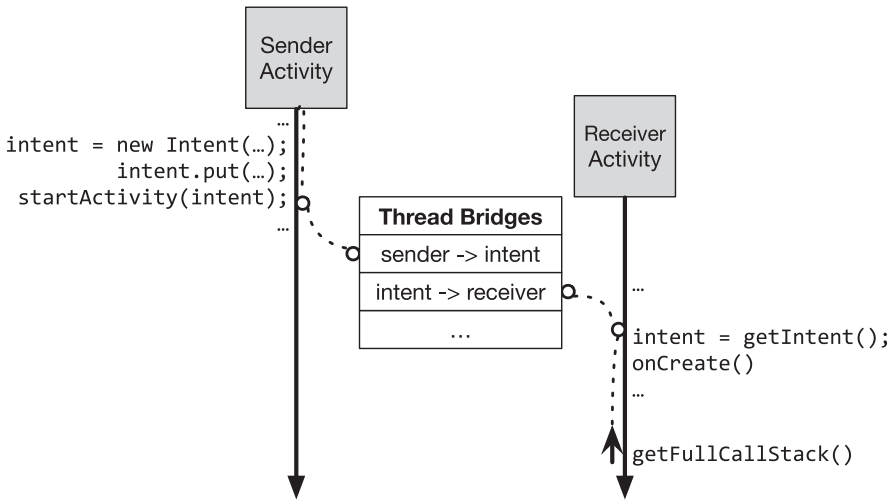 Sender
Activity
…
intent = new Intent(…);
intent.put(…);
startActivity(intent);
…
Thread Bridges
sender -> intent
intent -> receiver
…
Receiver
Activity
…
intent = getIntent();
onCreate()
…
getFullCallStack()